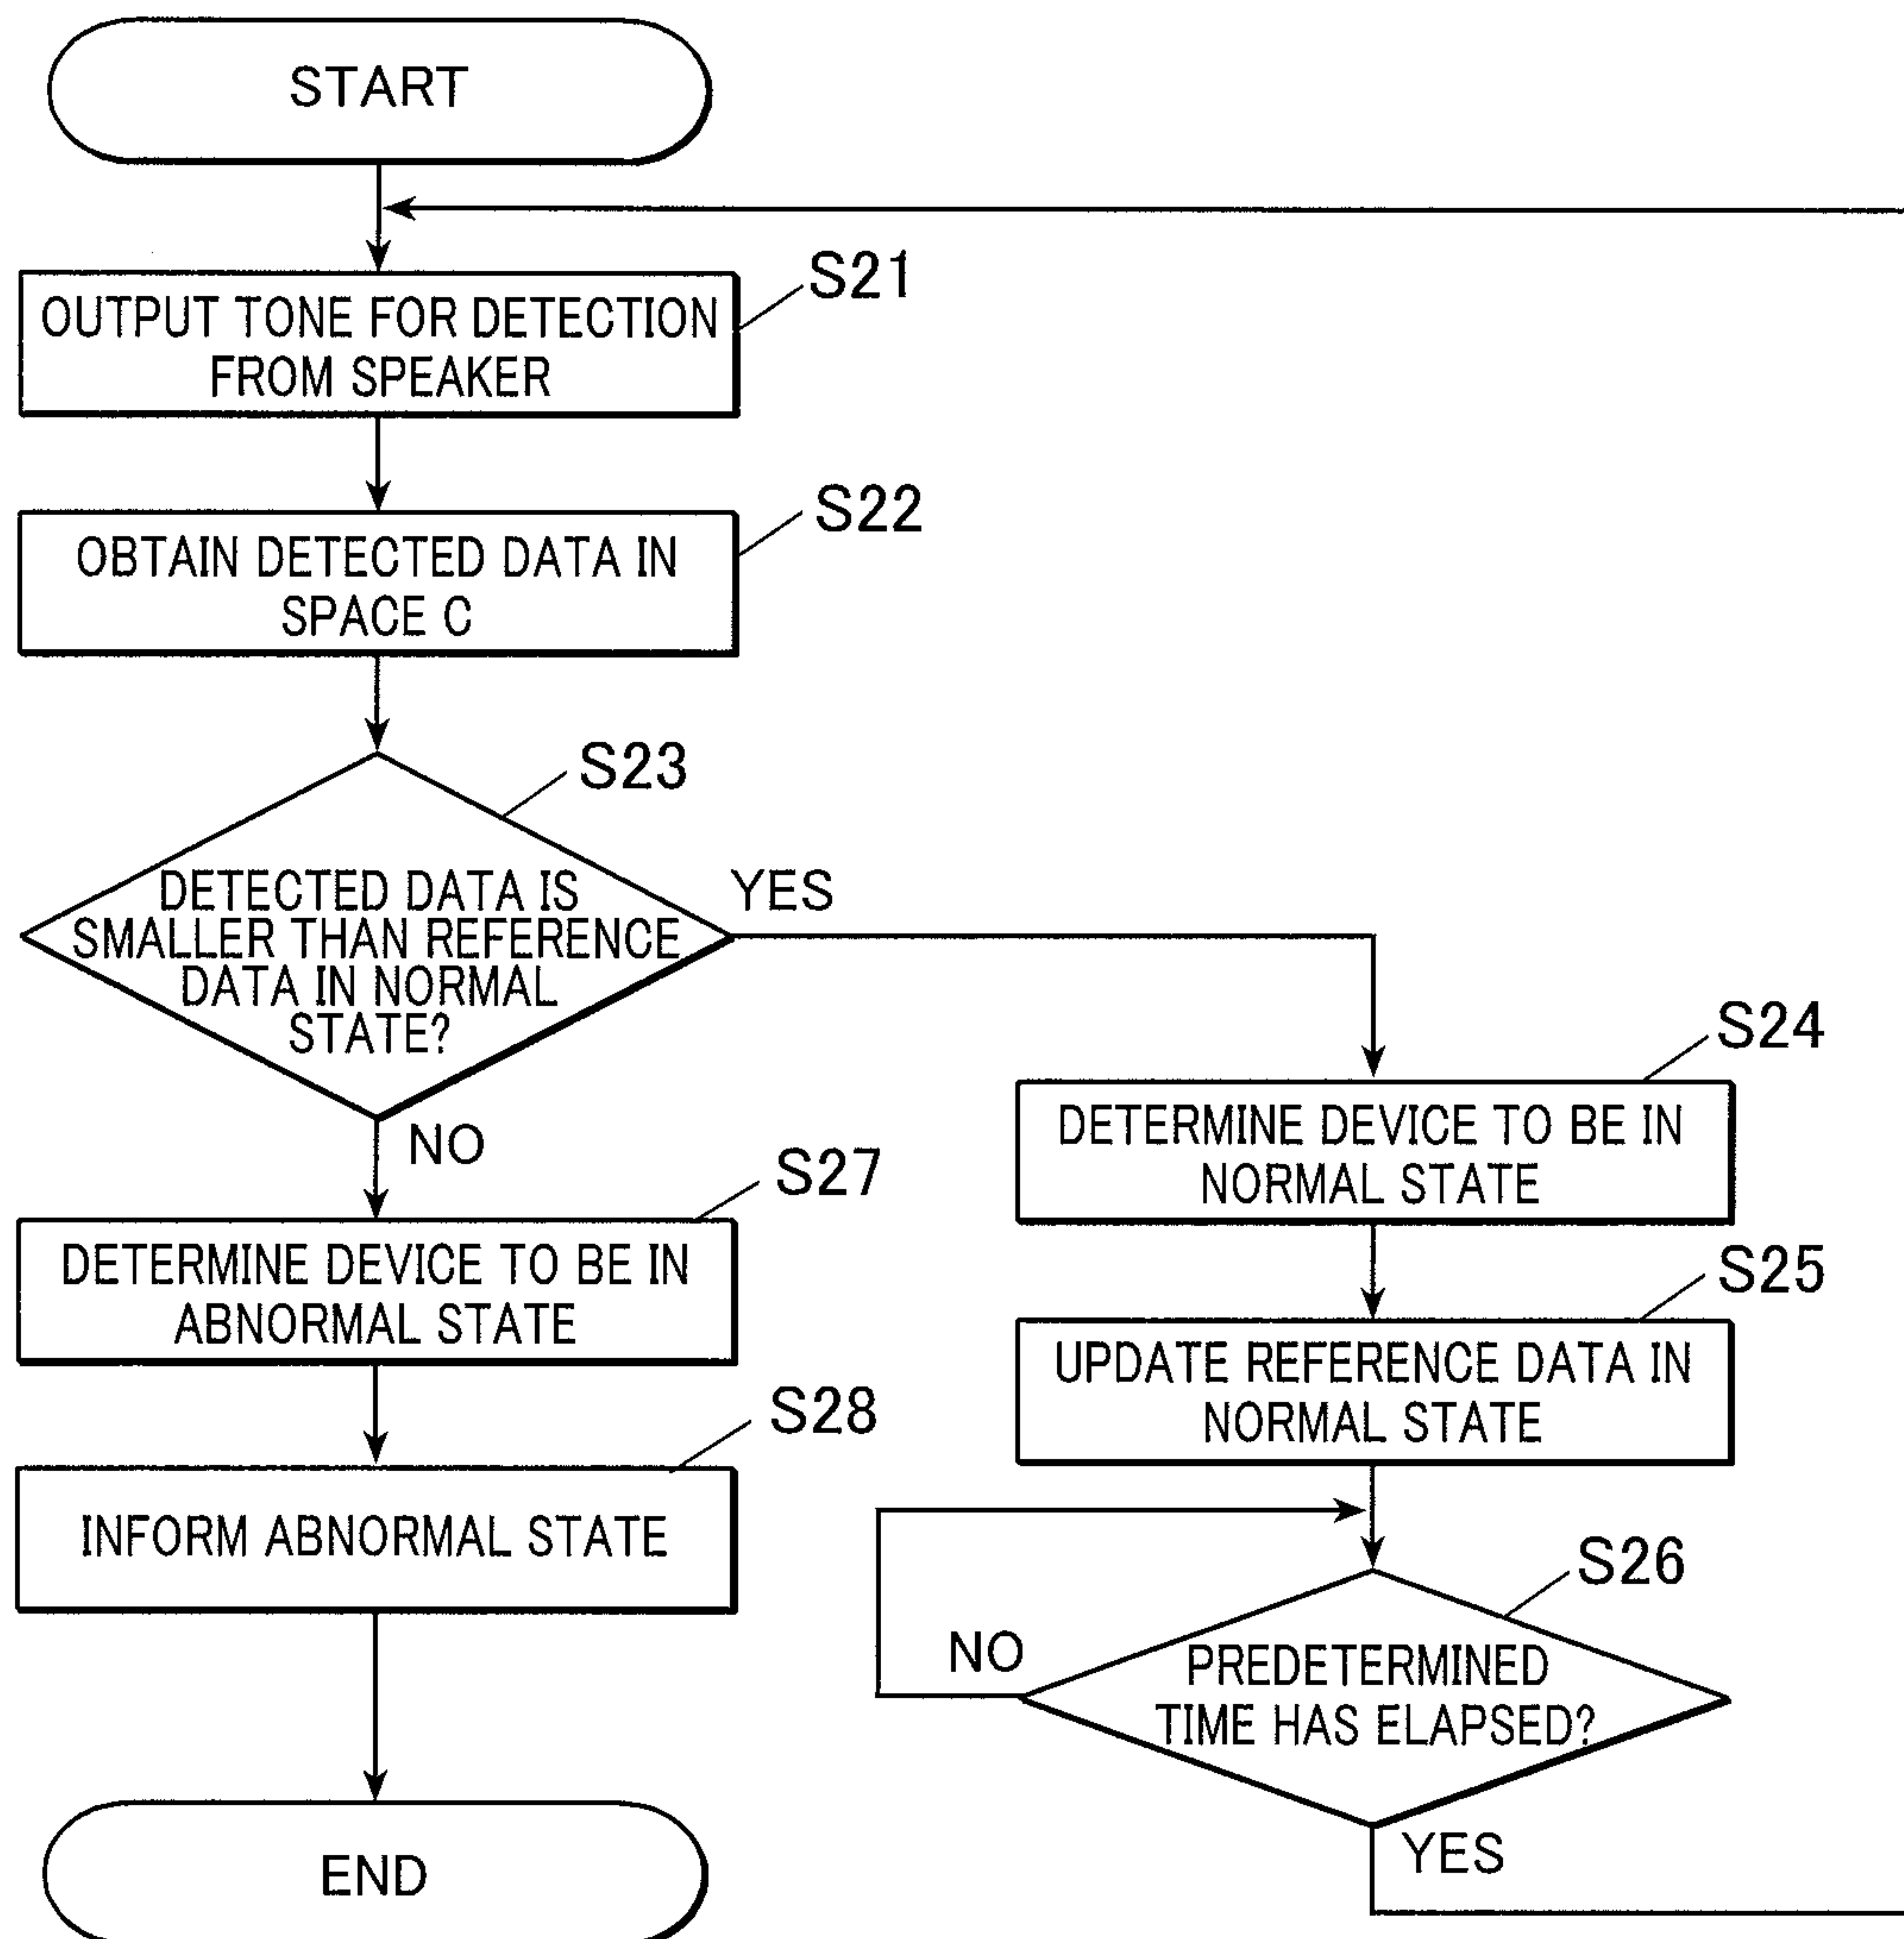 START
S21
OUTPUT TONE FOR DETECTION
FROM SPEAKER
S22
OBTAIN DETECTED DATA IN
SPACE C
S23
DETECTED DATA IS
SMALLER THAN REFERENCE
DATA IN NORMAL
STATE?
YES
NO
S24
DETERMINE DEVICE TO BE IN
NORMAL STATE
S25
UPDATE REFERENCE DATA IN
NORMAL STATE
S26
PREDETERMINED
TIME HAS ELAPSED?
NO
YES
S27
DETERMINE DEVICE TO BE IN
ABNORMAL STATE
S28
INFORM ABNORMAL STATE
END